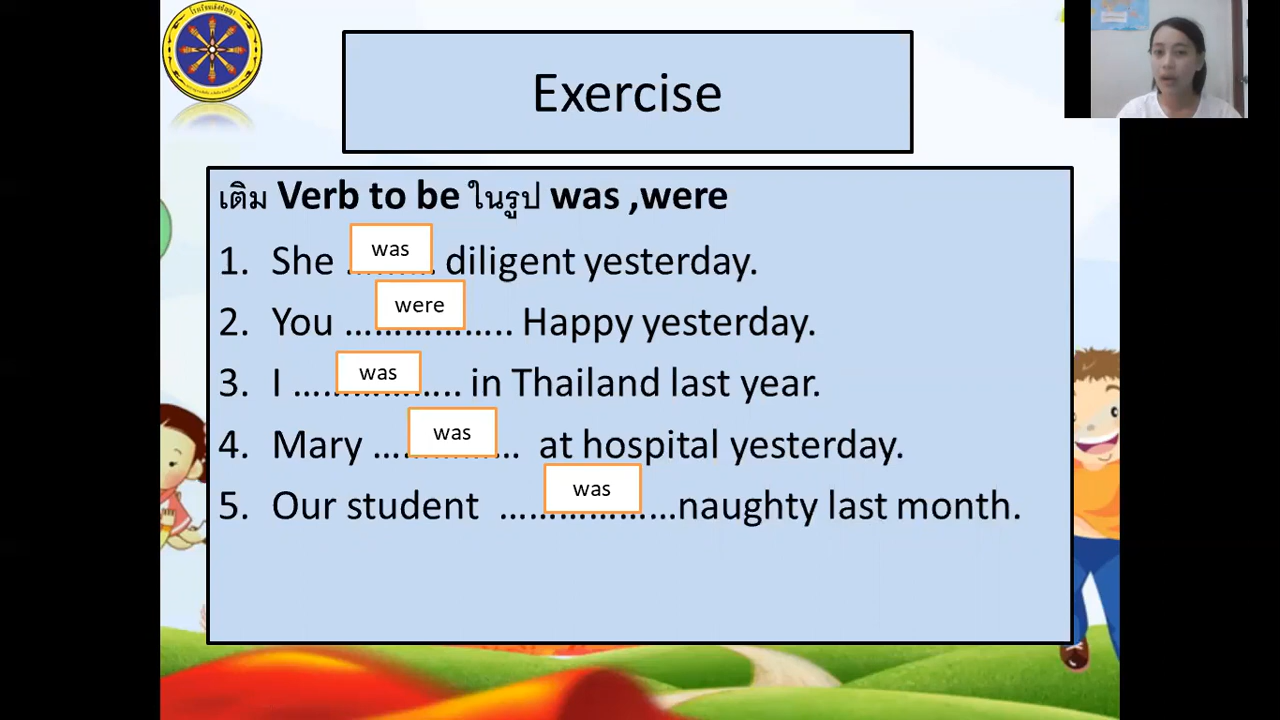 Exercise
เติม Verb to be ในรูป was ,were
1. She was diligent yesterday.
2. You ……were……….. Happy yesterday.
3. I ……was……….. in Thailand last year.
4. Mary ……was…… at hospital yesterday.
5. Our student ……was……naughty last month.